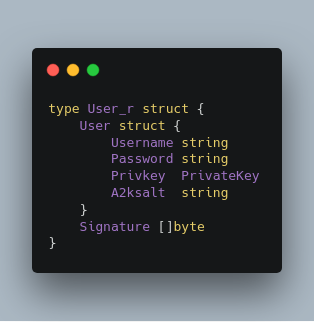 type User_r struct {
    User struct {
        Username string
        Password string
        Privkey  PrivateKey
        A2ksalt  string
    }
    Signature []byte
}